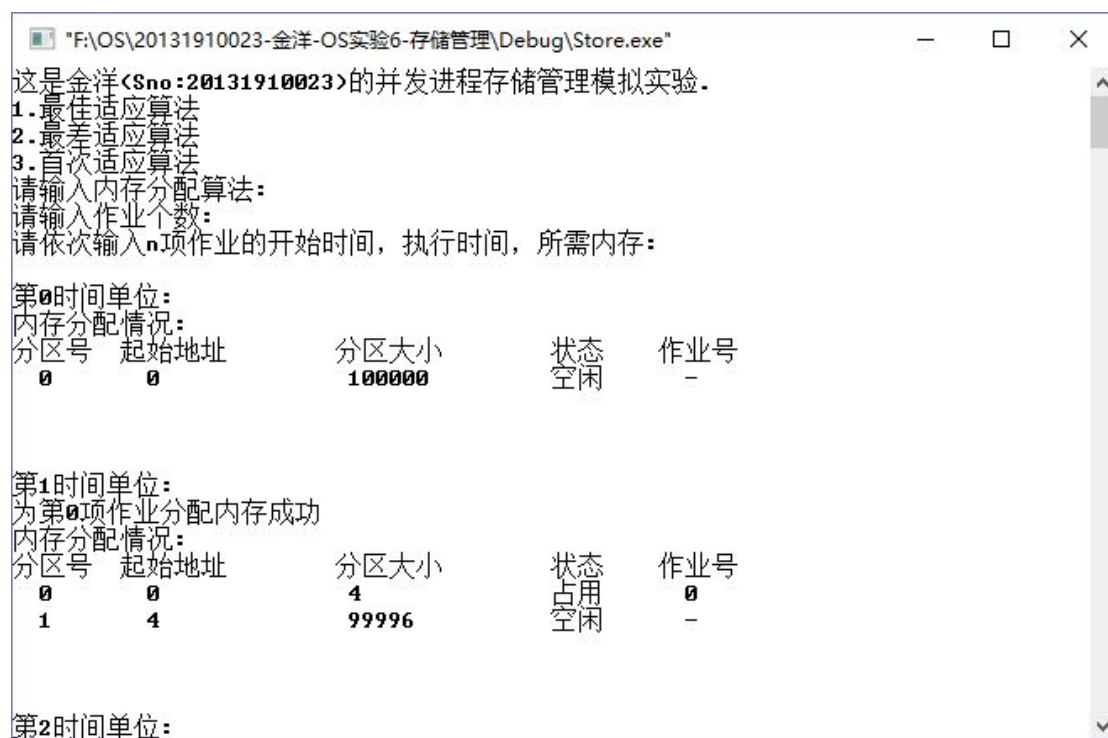 "F:\OS\20131910023-金洋-OS实验6-存储管理\Debug\Store.exe"
这是金洋(Sno:20131910023)的并发进程存储管理模拟实验.
1.最佳适应算法
2.最差适应算法
3.首次适应算法
请输入内存分配算法:
请输入作业个数:
请依次输入n项作业的开始时间，执行时间，所需内存:
第0时间单位:
内存分配情况:
分区号 起始地址 分区大小 状态 作业号
0 0 100000 空闲 -
第1时间单位:
为第0项作业分配内存成功
内存分配情况:
分区号 起始地址 分区大小 状态 作业号
0 0 4 占用 0
1 4 99996 空闲 -
第2时间单位: